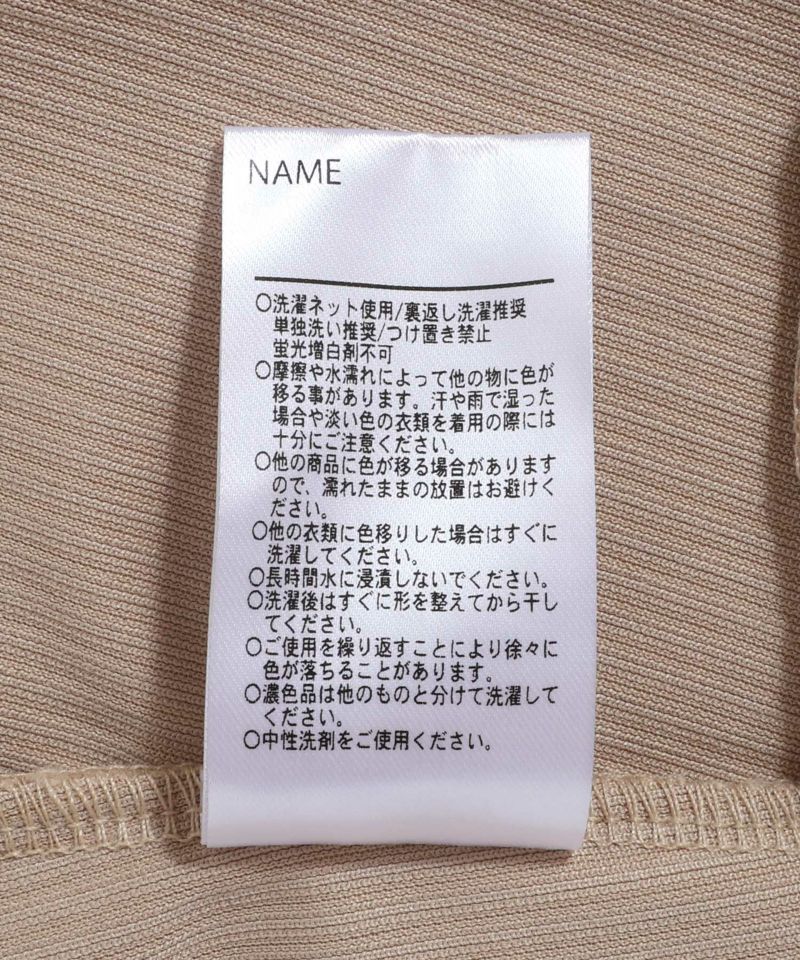 NAME
○洗濯ネット使用/裏返し洗濯推奨
単独洗い推奨/つけ置き禁止
蛍光増白剤不可
○摩擦や水濡れによって他の物に色が
移る事があります。汗や雨で湿った
場合や淡い色の衣類を着用の際には
十分にご注意ください。
○他の商品に色が移る場合があります
ので、濡れたままの放置はお避けく
ださい。
○他の衣類に色移りした場合はすぐに
洗濯してください。
○長時間水に浸漬しないでください。
○洗濯後はすぐに形を整えてから干し
てください。
○ご使用を繰り返すことにより徐々に
色が落ちることがあります。
○濃色品は他のものと分けて洗濯して
ください。
○中性洗剤をご使用ください。